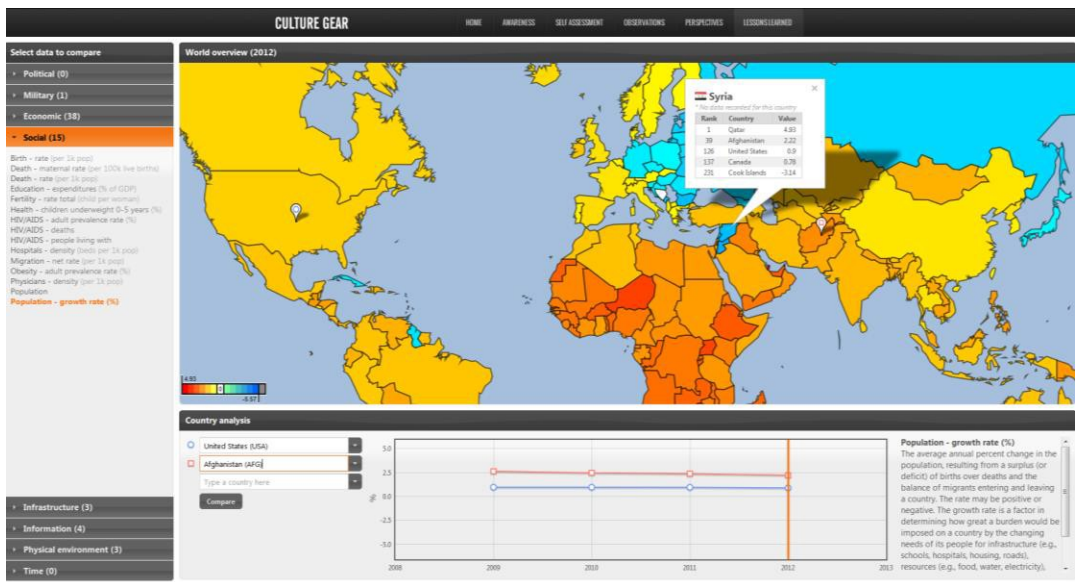 CULTURE GEAR
HOME AWARENESS SELF ASSESSMENT OBSERVATIONS PERSPECTIVES LESSONS LEARNED
Select data to compare
Political (0)
Military (1)
Economic (38)
Social (15)
Birth - rate (per 1k pop)
Death - maternal rate (per 100k live births)
Death - rate (per 1k pop)
Education - expenditures (% of GDP)
Fertility - rate total (child per woman)
Health - children underweight 0-5 years (%)
HIV/AIDS - adult prevalence rate (%)
HIV/AIDS - deaths
HIV/AIDS - people living with
Hospitals - density (beds per 1k pop)
Migration - net rate (per 1k pop)
Obesity - adult prevalence rate (%)
Physicians - density (per 1k pop)
Population
Population - growth rate (%)
Infrastructure (3)
Information (4)
Physical environment (3)
Time (0)
World overview (2012)
Syria
* No data recorded for this country
Rank Country Value
1 Qatar 4.93
39 Afghanistan 2.22
126 United States 0.9
137 Canada 0.78
231 Cook Islands -3.14
4.93
0
-3.07
Country analysis
United States (USA)
Afghanistan (AFG)
Type a country here
Compare
%
5.0
2.5
0.0
-2.5
-5.0
2008 2009 2010 2011 2012 2013
Population - growth rate (%)
The average annual percent change in the
population, resulting from a surplus (or
deficit) of births over deaths and the
balance of migrants entering and leaving
a country. The rate may be positive or
negative. The growth rate is a factor in
determining how great a burden would be
imposed on a country by the changing
needs of its people for infrastructure (e.g.,
schools, hospitals, housing, roads),
resources (e.g., food, water, electricity),